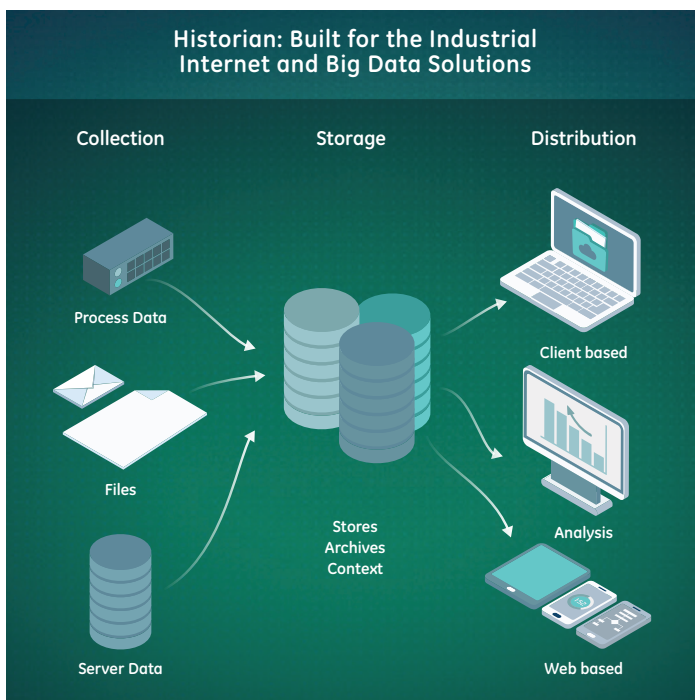 Historian: Built for the Industrial
Internet and Big Data Solutions
Collection
Storage
Distribution
Process Data
Files
Server Data
Stores
Archives
Context
Client based
Analysis
Web based